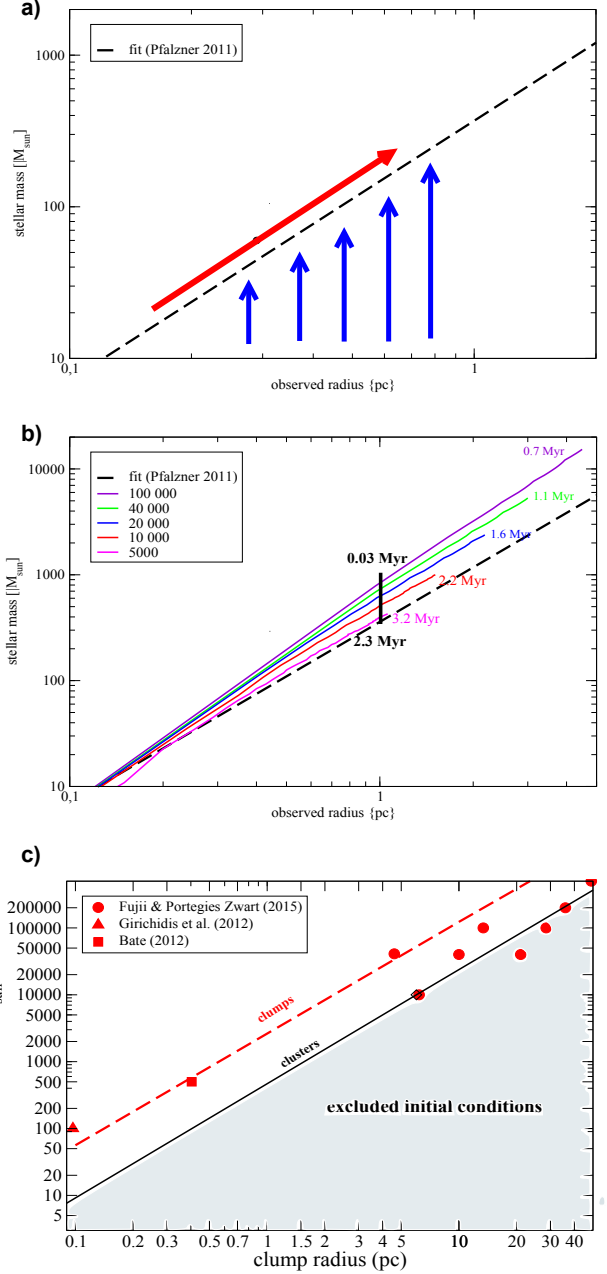 a)
fit (Pfalzner 2011)
1000
100
10
stellar mass [|M_sun]
0,1
1
observed radius {pc}
b)
fit (Pfalzner 2011)
100 000
40 000
20 000
10 000
5000
10000
1000
100
10
stellar mass [|M_sun]
0.7 Myr
1.1 Myr
1.6 Myr
2.2 Myr
3.2 Myr
0.03 Myr
2.3 Myr
0,1
1
observed radius {pc}
c)
Fujii & Portegies Zwart (2015)
Girichidis et al. (2012)
Bate (2012)
200000
100000
50000
20000
10000
5000
2000
1000
500
200
100
50
20
10
5
sun
clumps
clusters
excluded initial conditions
0.1
0.2
0.3
0.5
0.7
1
1.5
2
3
4
5
10
20
30
40
clump radius (pc)